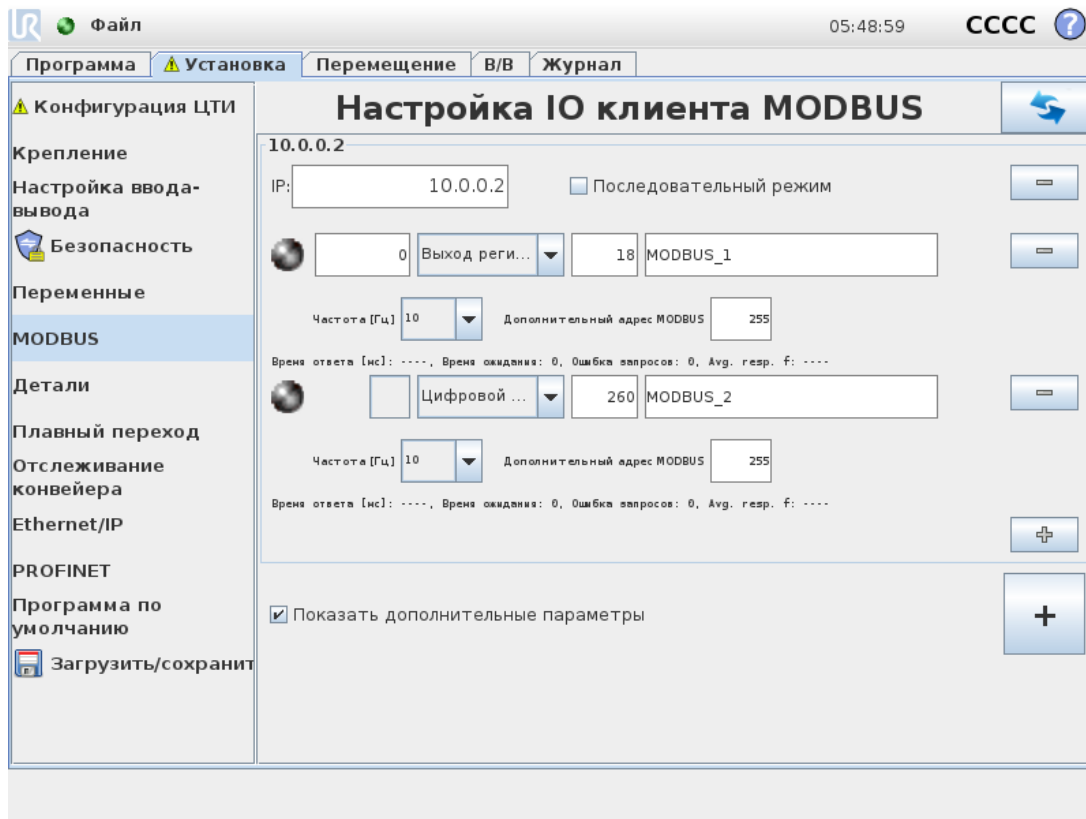 UR Файл 05:48:59 CCCC ?
Программа Установка Перемещение В/В Журнал
Конфигурация ЦТИ
Крепление
Настройка ввода-
вывода
Безопасность
Переменные
MODBUS
Детали
Плавный переход
Отслеживание
конвейера
Ethernet/IP
PROFINET
Программа по
умолчанию
Загрузить/сохранит
Настройка IO клиента MODBUS
10.0.0.2
IP: 10.0.0.2 Последовательный режим
0 Выход реги... 18 MODBUS_1
Частота [Гц] 10 Дополнительный адрес MODBUS 255
Время ответа [мс]: ----, Время ожидания: 0, Ошибка запросов: 0, Avg. resp. f: ----
Цифровой ... 260 MODBUS_2
Частота [Гц] 10 Дополнительный адрес MODBUS 255
Время ответа [мс]: ----, Время ожидания: 0, Ошибка запросов: 0, Avg. resp. f: ----
Показать дополнительные параметры